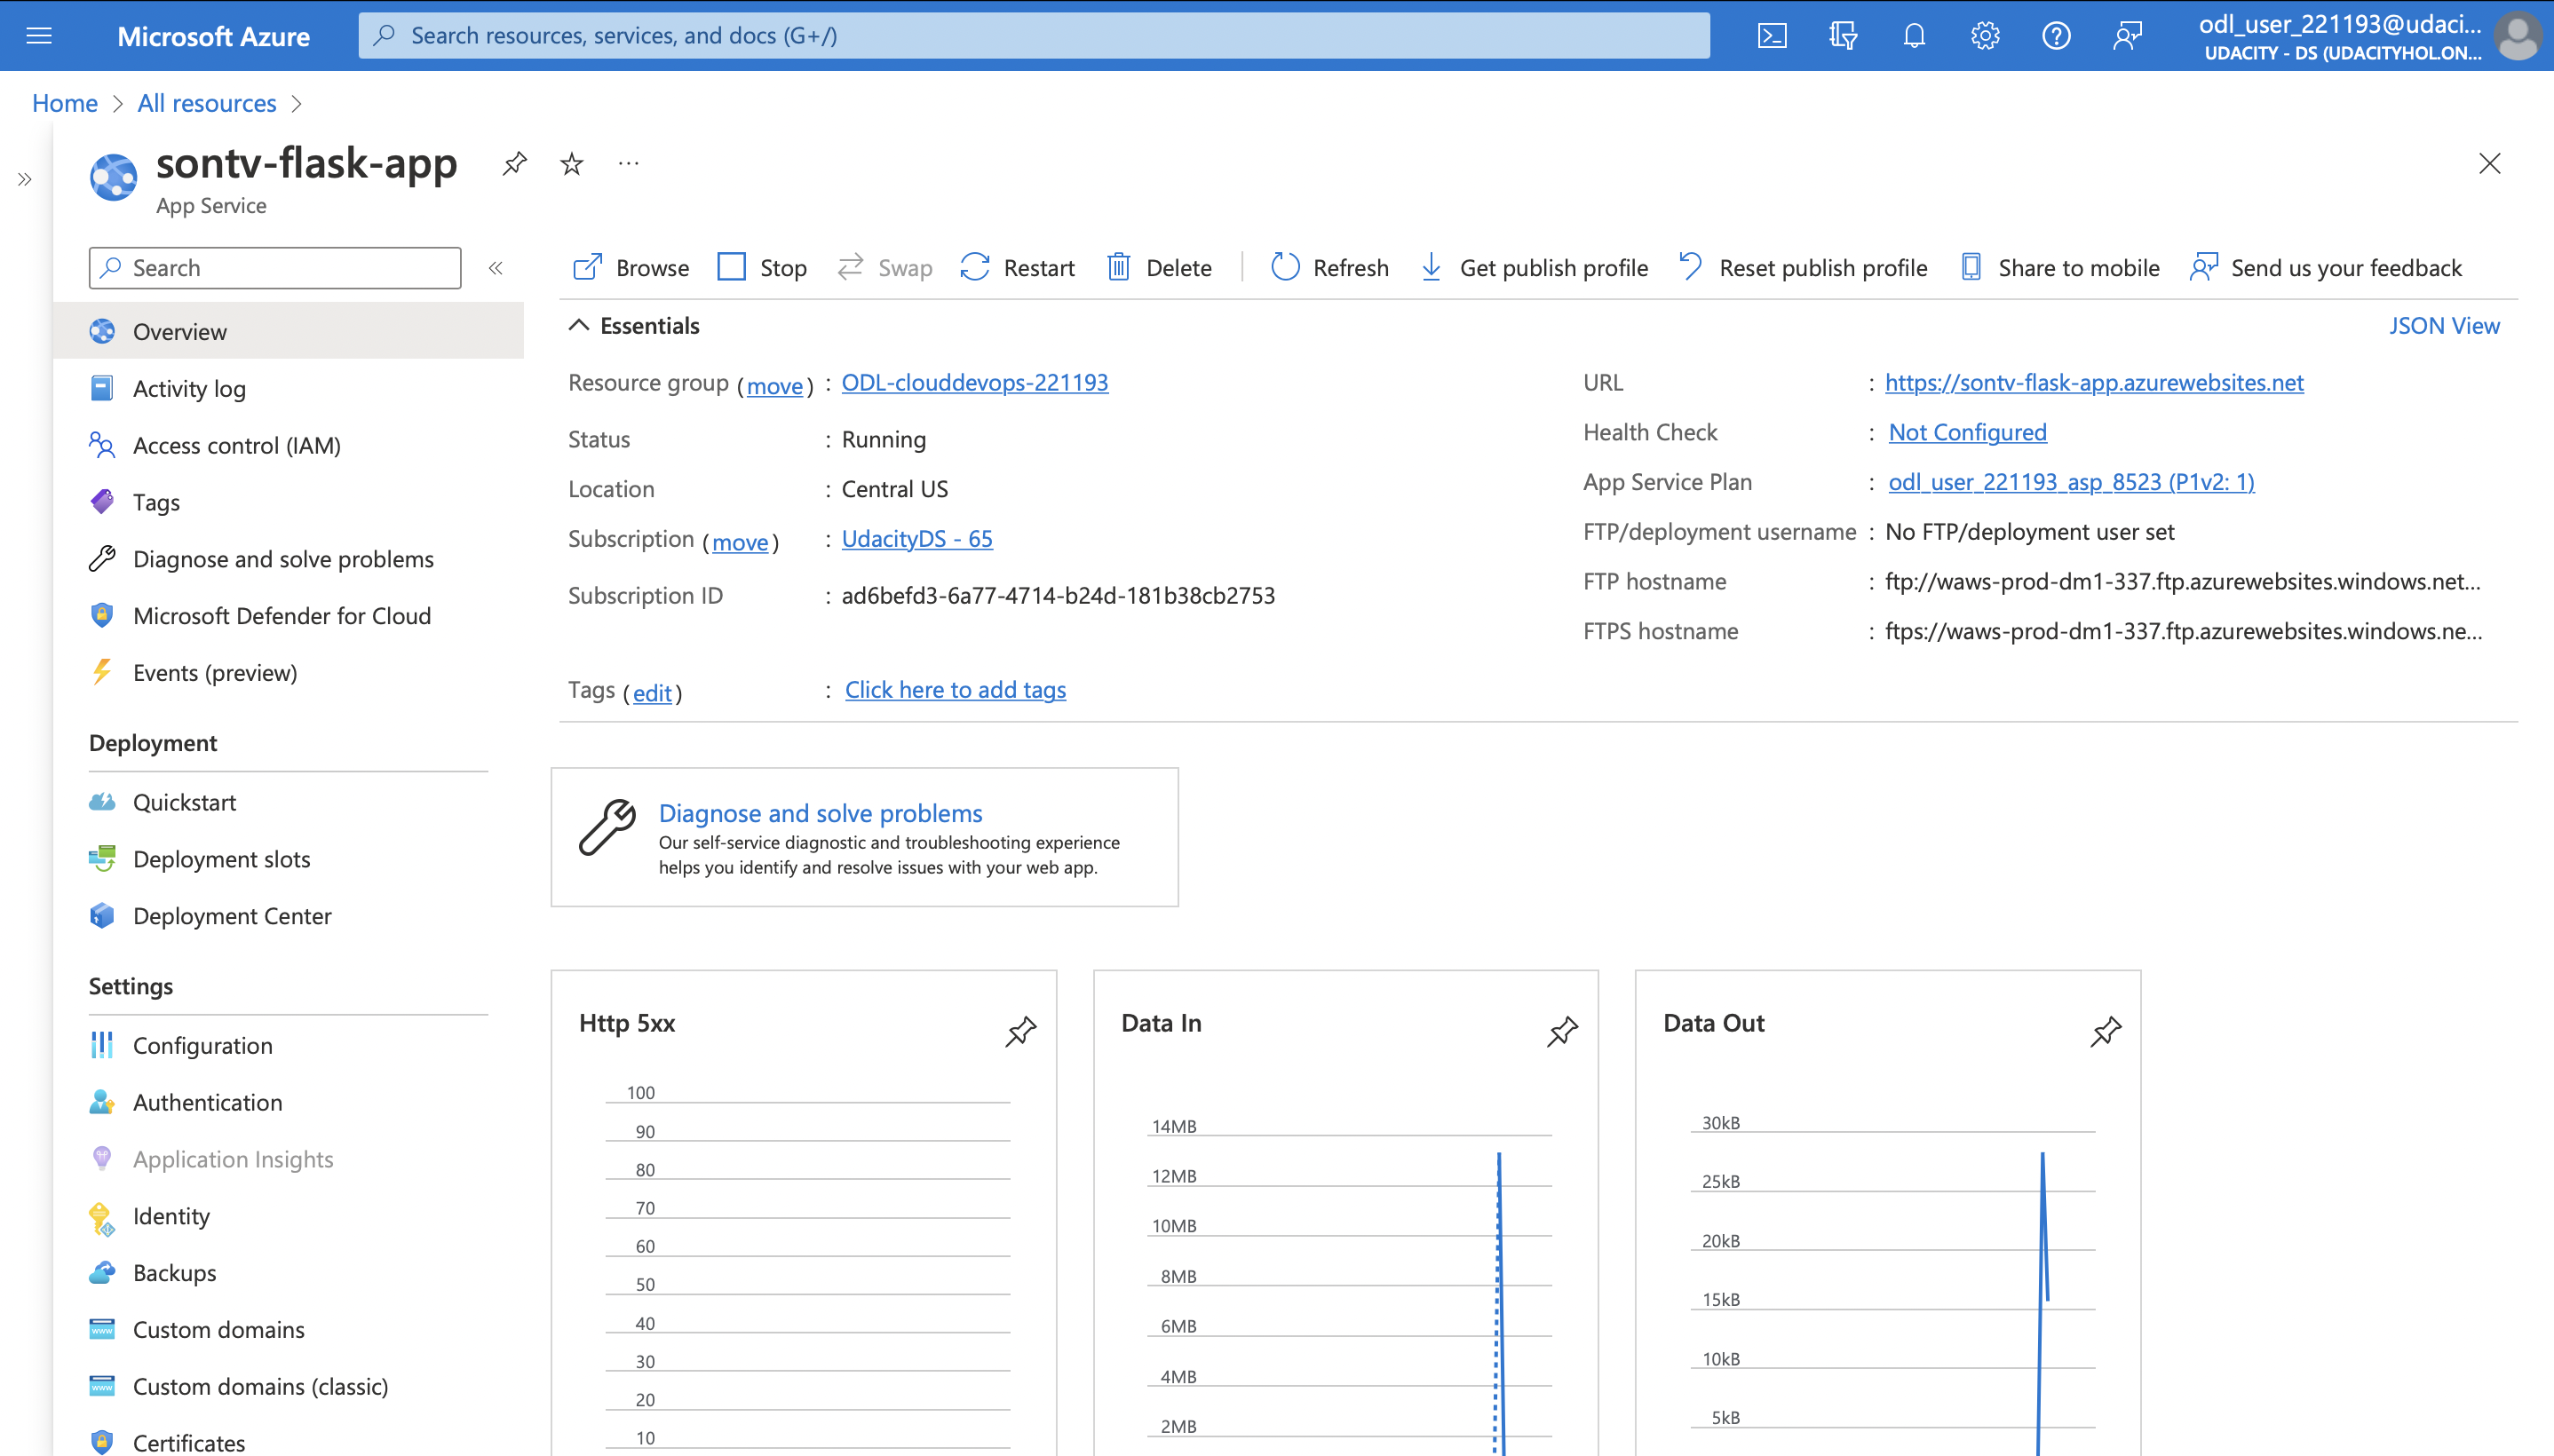 Microsoft Azure
Search resources, services, and docs (G+/)
odl_user_221193@udaci...
UDACITY - DS (UDACITYHOL.ON...
Home > All resources >
sontv-flask-app
App Service
Search
Browse Stop Swap Restart Delete Refresh Get publish profile Reset publish profile Share to mobile Send us your feedback
Overview
Activity log
Access control (IAM)
Tags
Diagnose and solve problems
Microsoft Defender for Cloud
Events (preview)
Deployment
Quickstart
Deployment slots
Deployment Center
Settings
Configuration
Authentication
Application Insights
Identity
Backups
Custom domains
Custom domains (classic)
Certificates
Essentials
JSON View
Resource group (move) : ODL-clouddevops-221193
Status : Running
Location : Central US
Subscription (move) : UdacityDS - 65
Subscription ID : ad6befd3-6a77-4714-b24d-181b38cb2753
URL : https://sontv-flask-app.azurewebsites.net
Health Check : Not Configured
App Service Plan : odl_user_221193_asp_8523 (P1v2: 1)
FTP/deployment username : No FTP/deployment user set
FTP hostname : ftp://waws-prod-dm1-337.ftp.azurewebsites.windows.net...
FTPS hostname : ftps://waws-prod-dm1-337.ftp.azurewebsites.windows.ne...
Tags (edit) : Click here to add tags
Diagnose and solve problems
Our self-service diagnostic and troubleshooting experience
helps you identify and resolve issues with your web app.
Http 5xx
100
90
80
70
60
50
40
30
20
10
Data In
14MB
12MB
10MB
8MB
6MB
4MB
2MB
Data Out
30kB
25kB
20kB
15kB
10kB
5kB